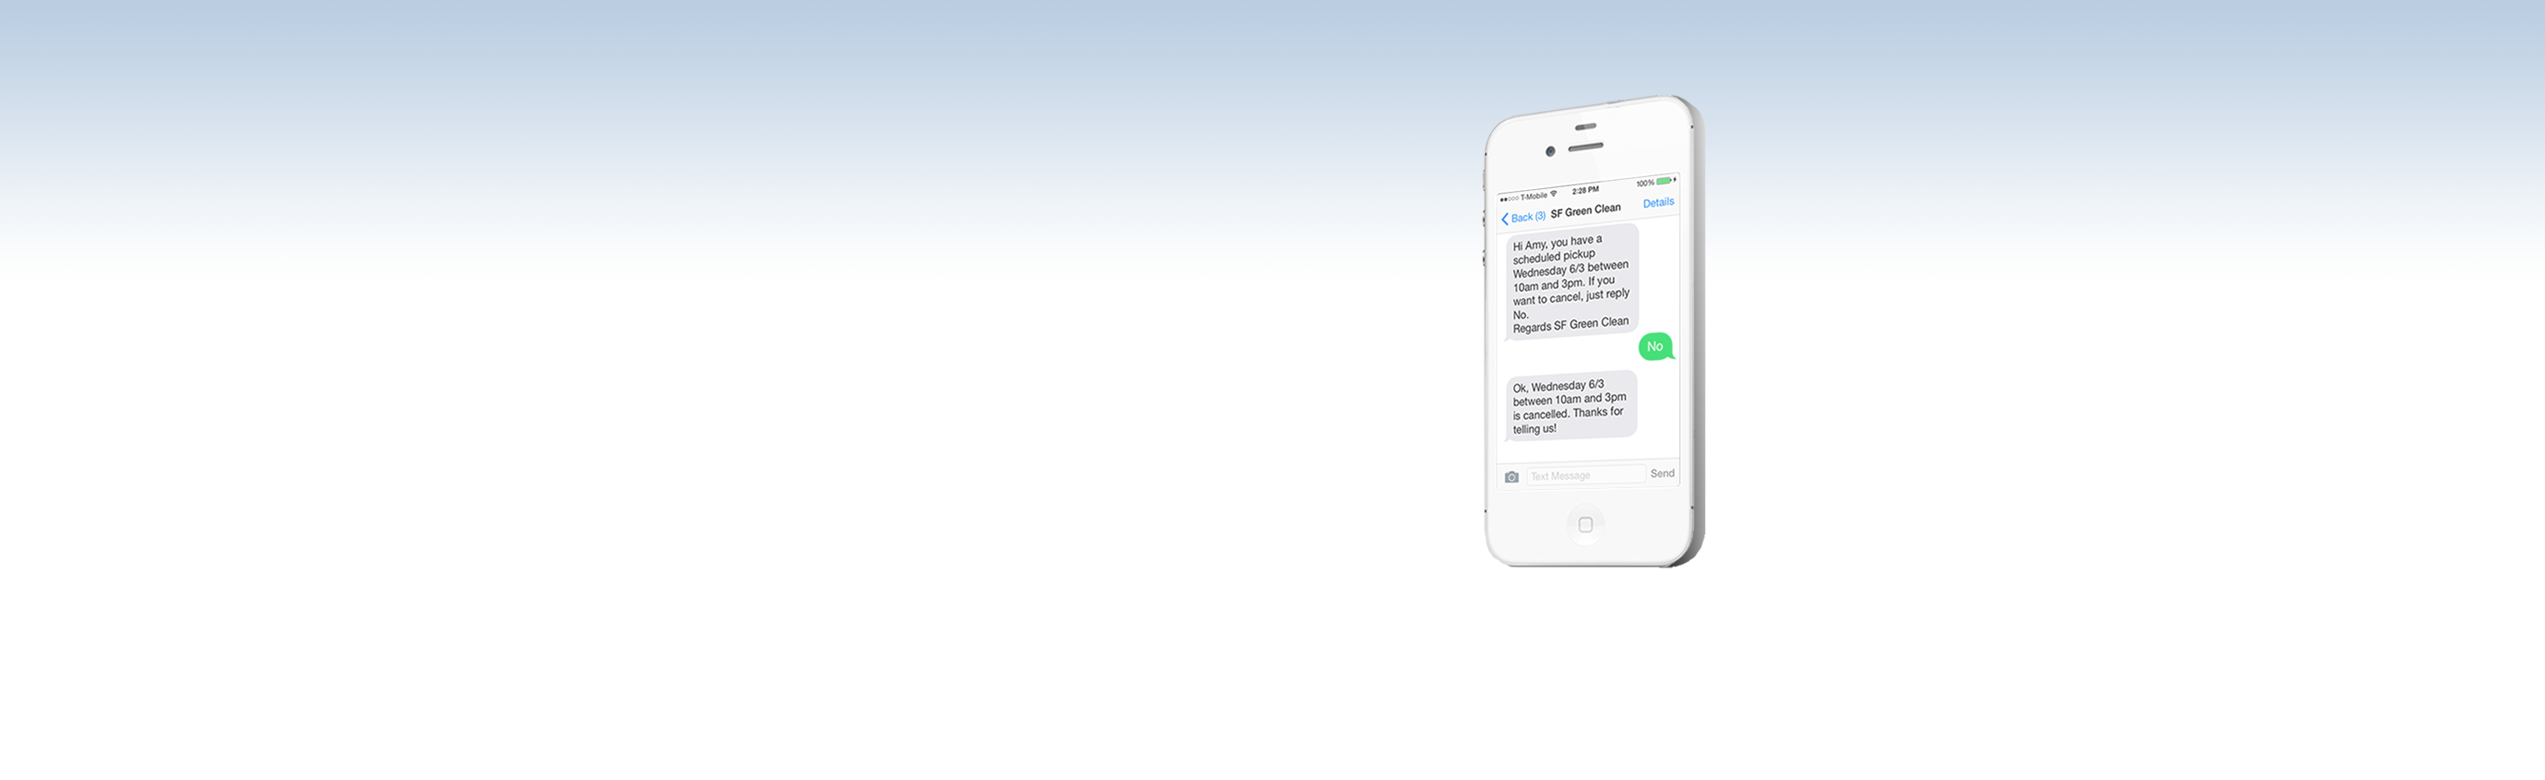 T-Mobile 2:28 PM 100%
Back (3) SF Green Clean Details
Hi Amy, you have a
scheduled pickup
Wednesday 6/3 between
10am and 3pm. If you
want to cancel, just reply
No.
Regards SF Green Clean
No
Ok, Wednesday 6/3
between 10am and 3pm
is cancelled. Thanks for
telling us!
Text Message Send